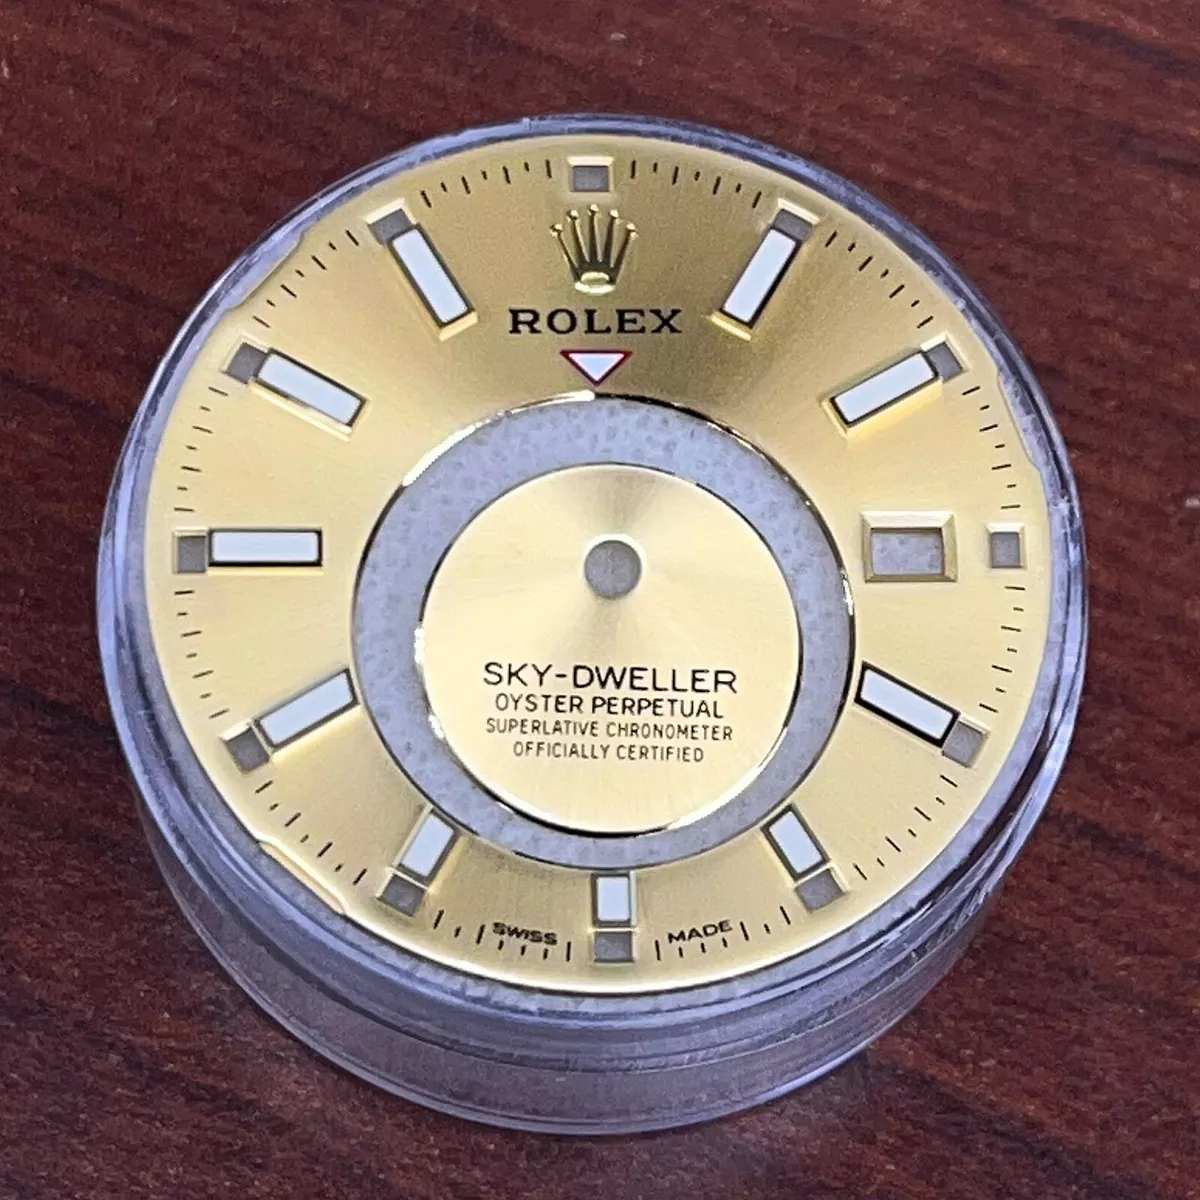 ROLEX
SKY-DWELLER
OYSTER PERPETUAL
SUPERLATIVE CHRONOMETER
OFFICIALLY CERTIFIED
SWISS MADE